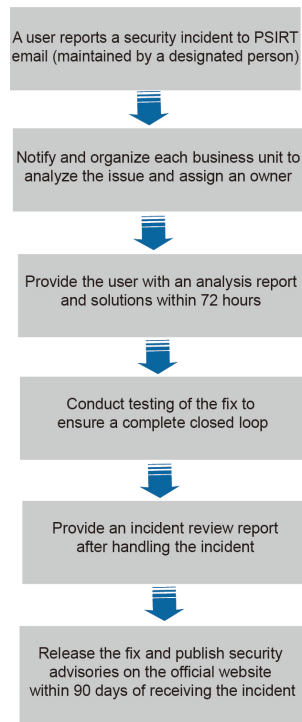 A user reports a security incident to PSIRT
email (maintained by a designated person)
Notify and organize each business unit to
analyze the issue and assign an owner
Provide the user with an analysis report
and solutions within 72 hours
Conduct testing of the fix to
ensure a complete closed loop
Provide an incident review report
after handling the incident
Release the fix and publish security
advisories on the official website
within 90 days of receiving the incident